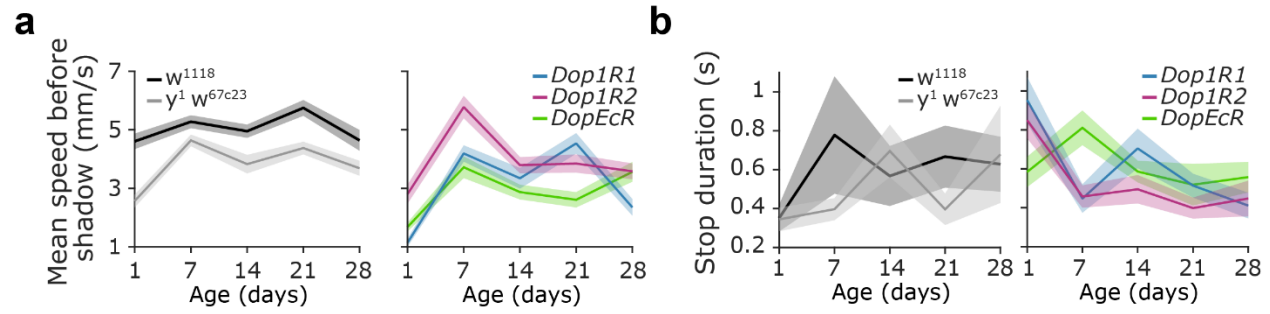 a
Mean speed before
shadow (mm/s)
7
5
3
1
w¹¹¹⁸
y¹ w⁶⁷ᶜ²³
1 7 14 21 28
Age (days)
Dop1R1
Dop1R2
DopEcR
1 7 14 21 28
Age (days)
b
Stop duration (s)
1
0.8
0.6
0.4
0.2
w¹¹¹⁸
y¹ w⁶⁷ᶜ²³
1 7 14 21 28
Age (days)
Dop1R1
Dop1R2
DopEcR
1 7 14 21 28
Age (days)